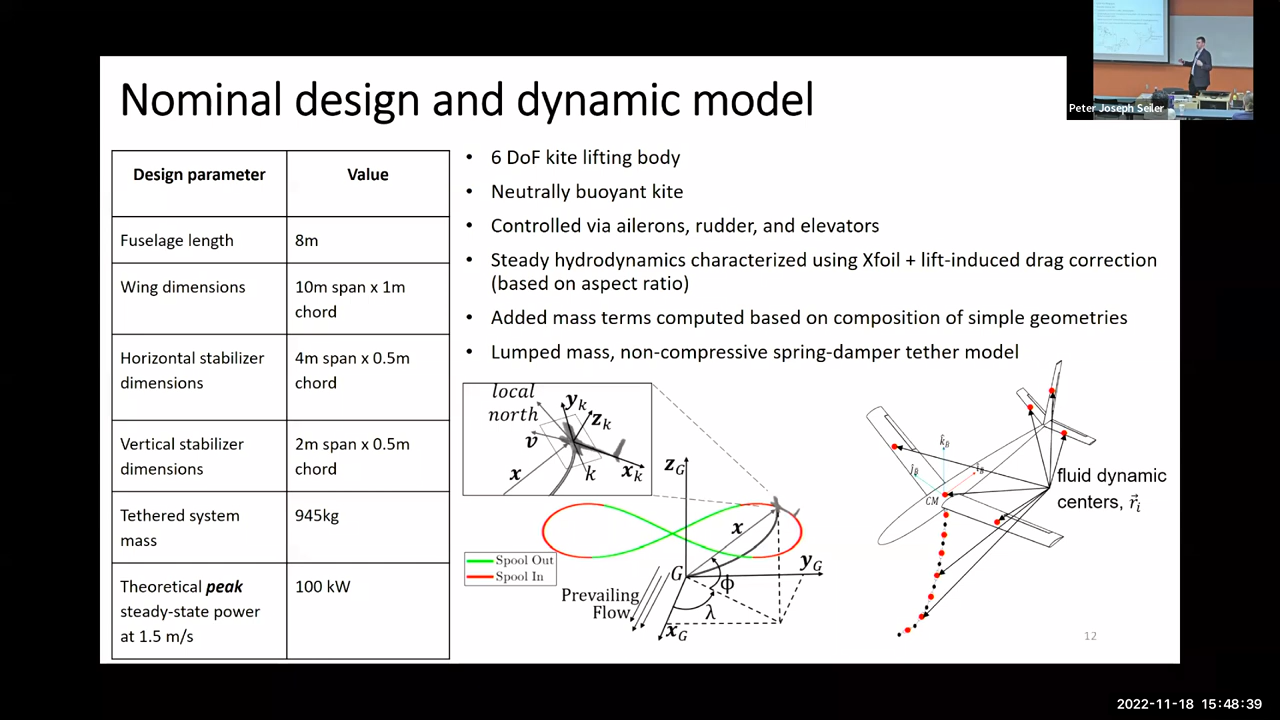 Nominal design and dynamic model
Peter Joseph Seiler
Design parameter
Value
Fuselage length
8m
Wing dimensions
10m span x 1m
chord
Horizontal stabilizer
dimensions
4m span x 0.5m
chord
Vertical stabilizer
dimensions
2m span x 0.5m
chord
Tethered system
mass
945kg
Theoretical peak
steady-state power
at 1.5 m/s
100 kW
• 6 DoF kite lifting body
• Neutrally buoyant kite
• Controlled via ailerons, rudder, and elevators
• Steady hydrodynamics characterized using Xfoil + lift-induced drag correction
(based on aspect ratio)
• Added mass terms computed based on composition of simple geometries
• Lumped mass, non-compressive spring-damper tether model
local
north
y_k
z_k
v
x
k
x_k
z_G
x
Spool Out
Spool In
G
ϕ
y_G
Prevailing
Flow
λ
x_G
k̂_B
CM
fluid dynamic
centers, r⃗_i
12
2022-11-18 15:48:39